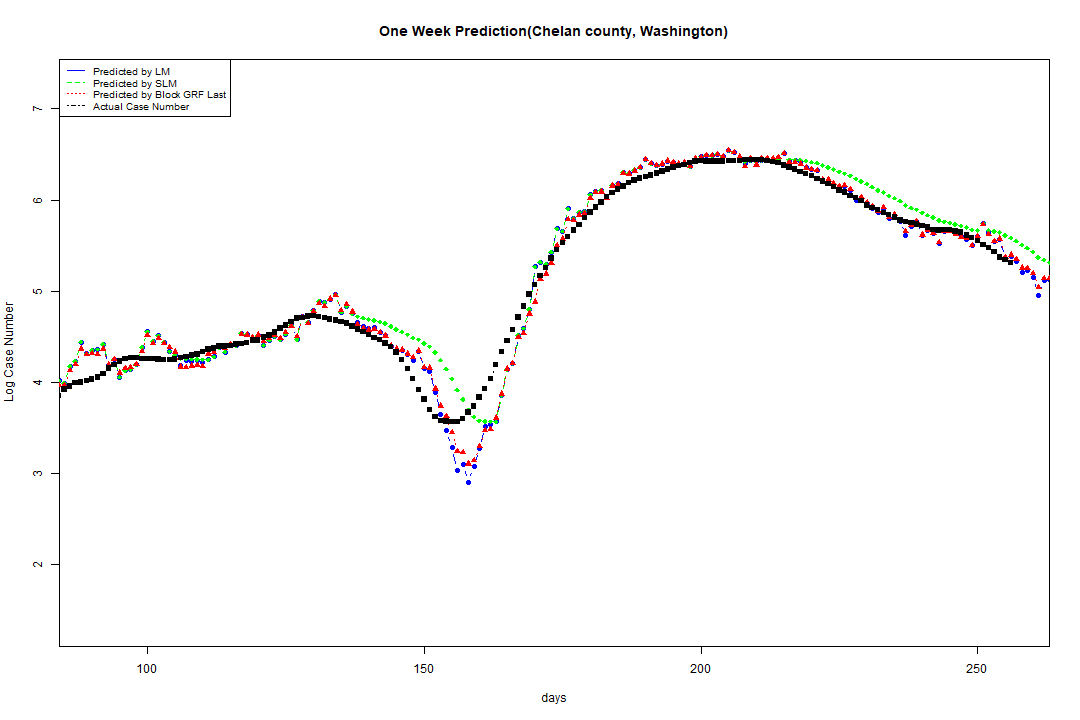 One Week Prediction(Chelan county, Washington)
Predicted by LM
Predicted by SLM
Predicted by Block GRF Last
Actual Case Number
7
6
5
4
3
2
Log Case Number
100
150
200
250
days